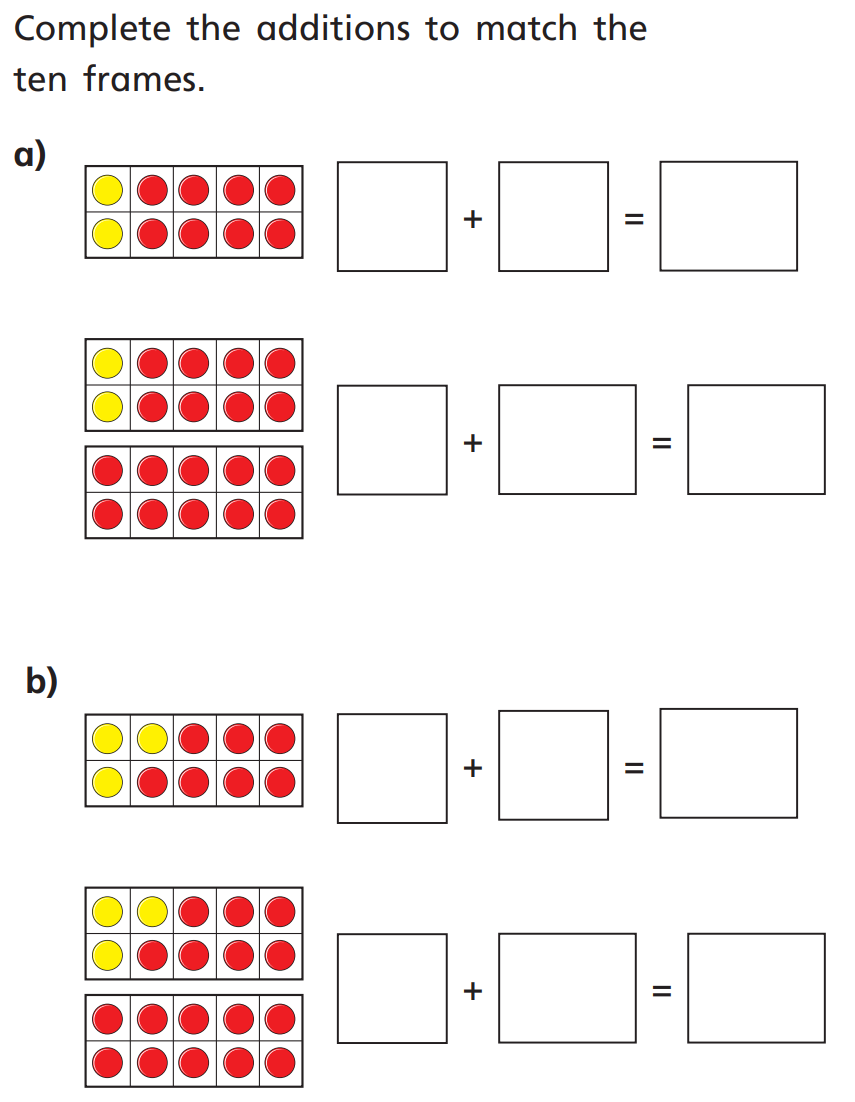 Complete the additions to match the
ten frames.
a)
+ =
+ =
b)
+ =
+ =